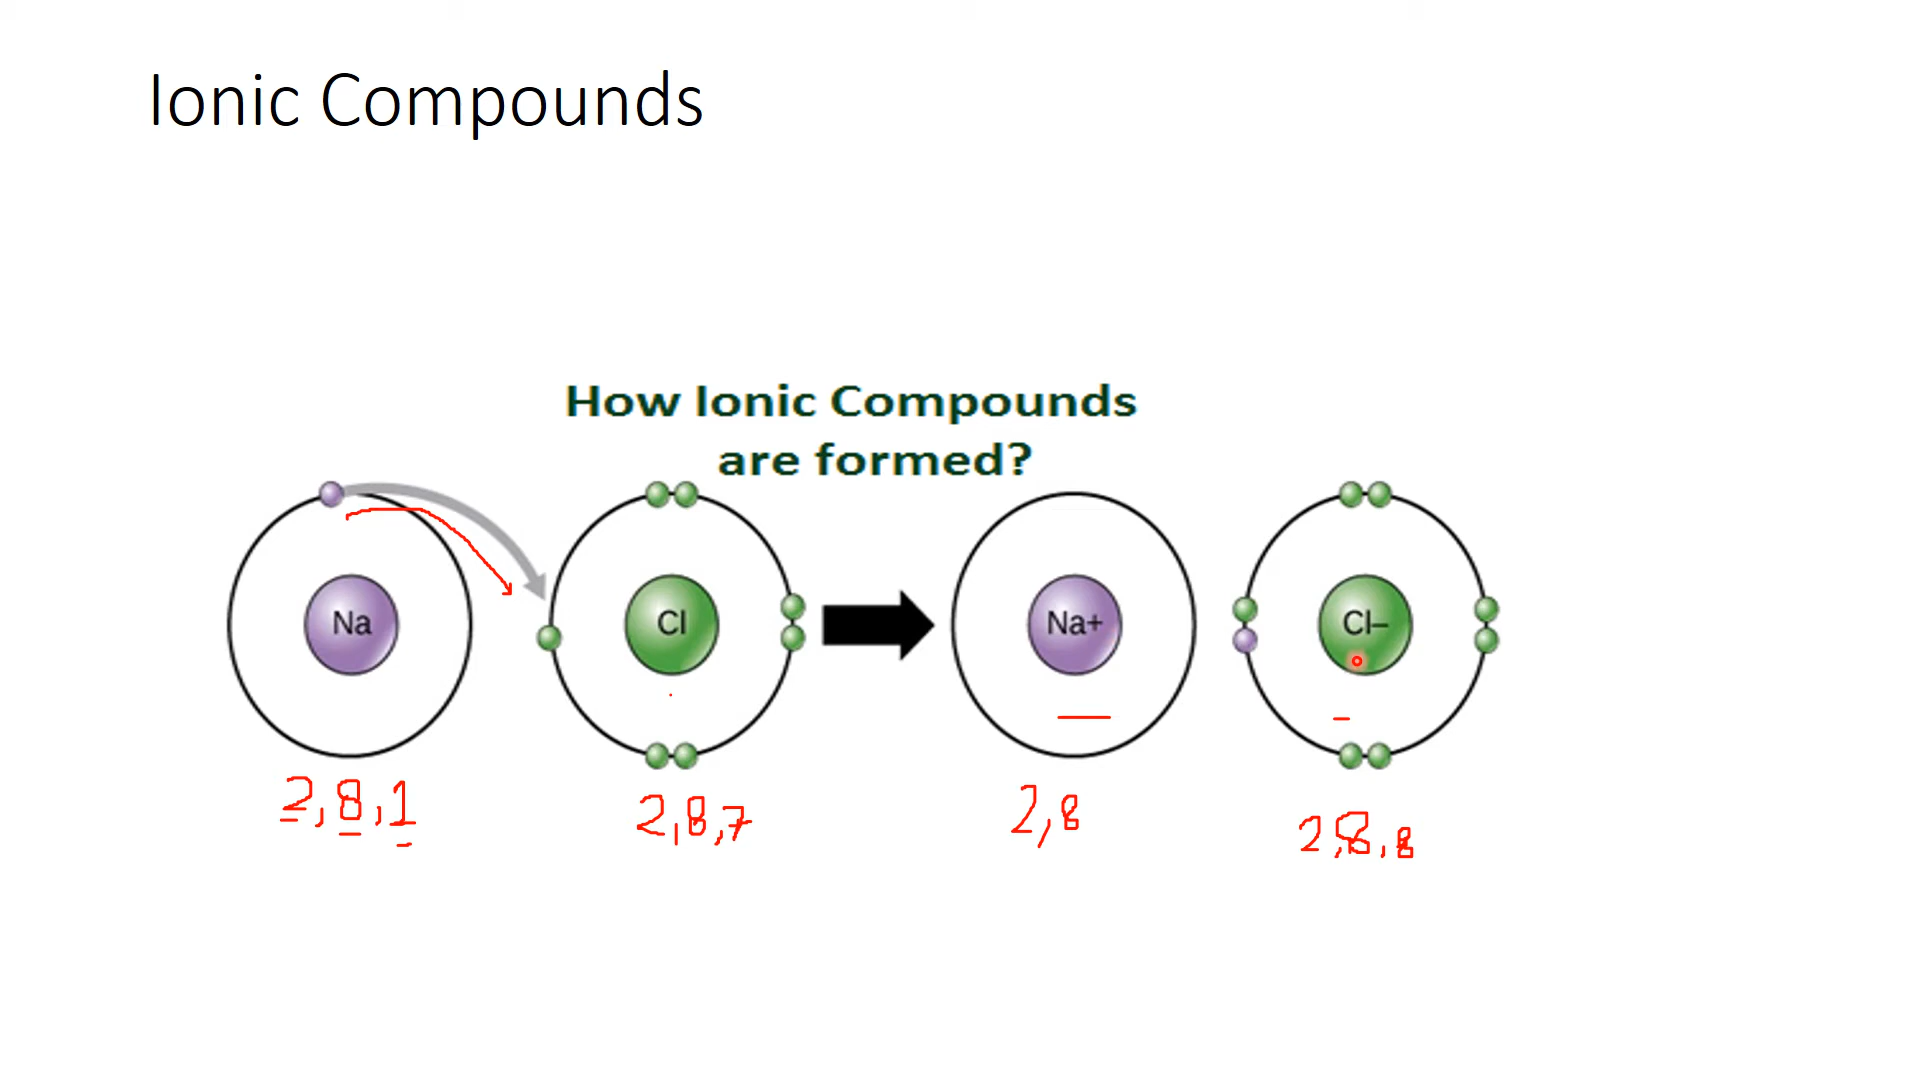 Ionic Compounds
How Ionic Compounds
are formed?
Na
Cl
Na+
Cl–
2,8,1
2,8,7
2,8
2,8,8